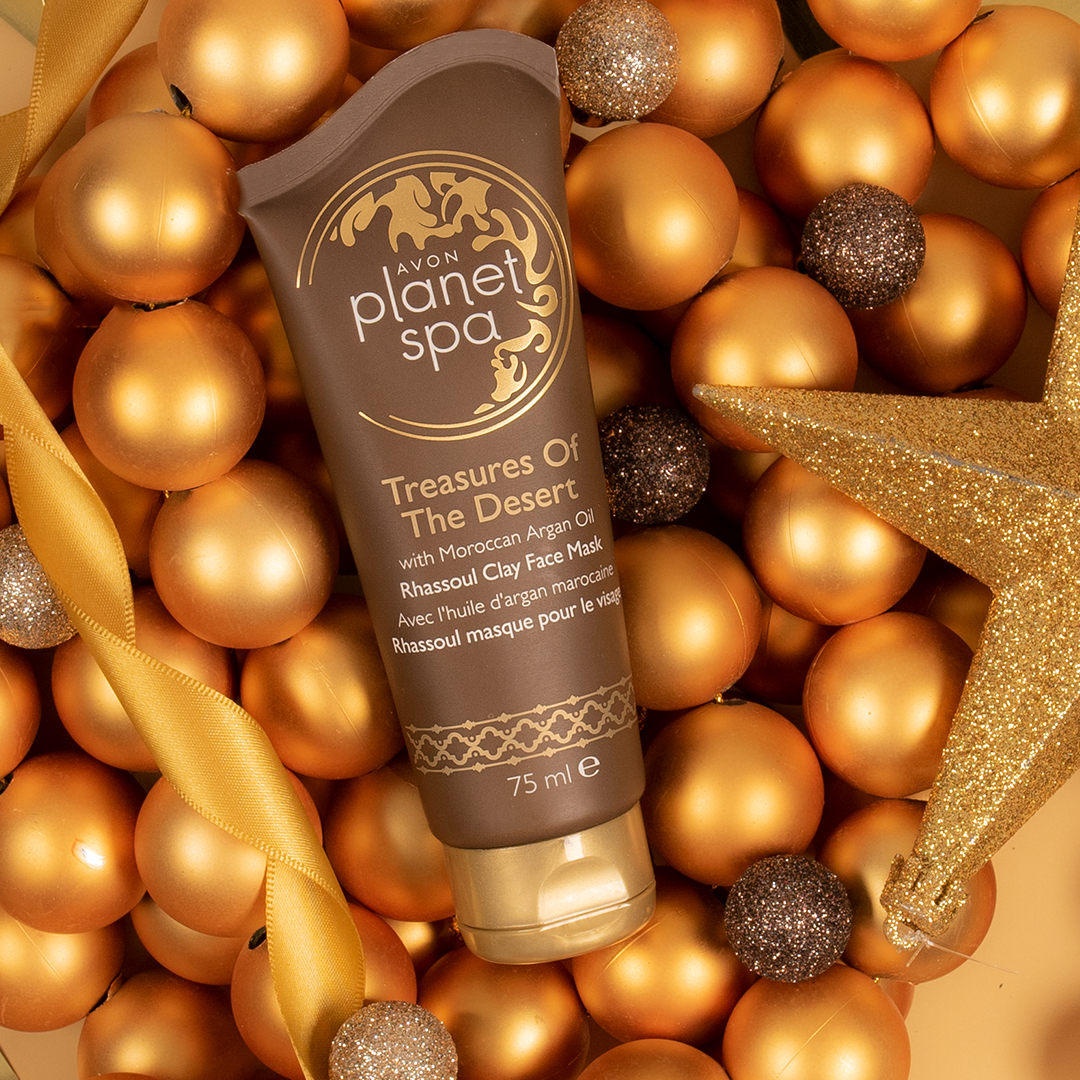 AVON
planet
spa
Treasures Of
The Desert
with Moroccan Argan Oil
Rhassoul Clay Face Mask
Avec l'huile d'argan marocaine
Rhassoul masque pour le visage
75 ml ℮